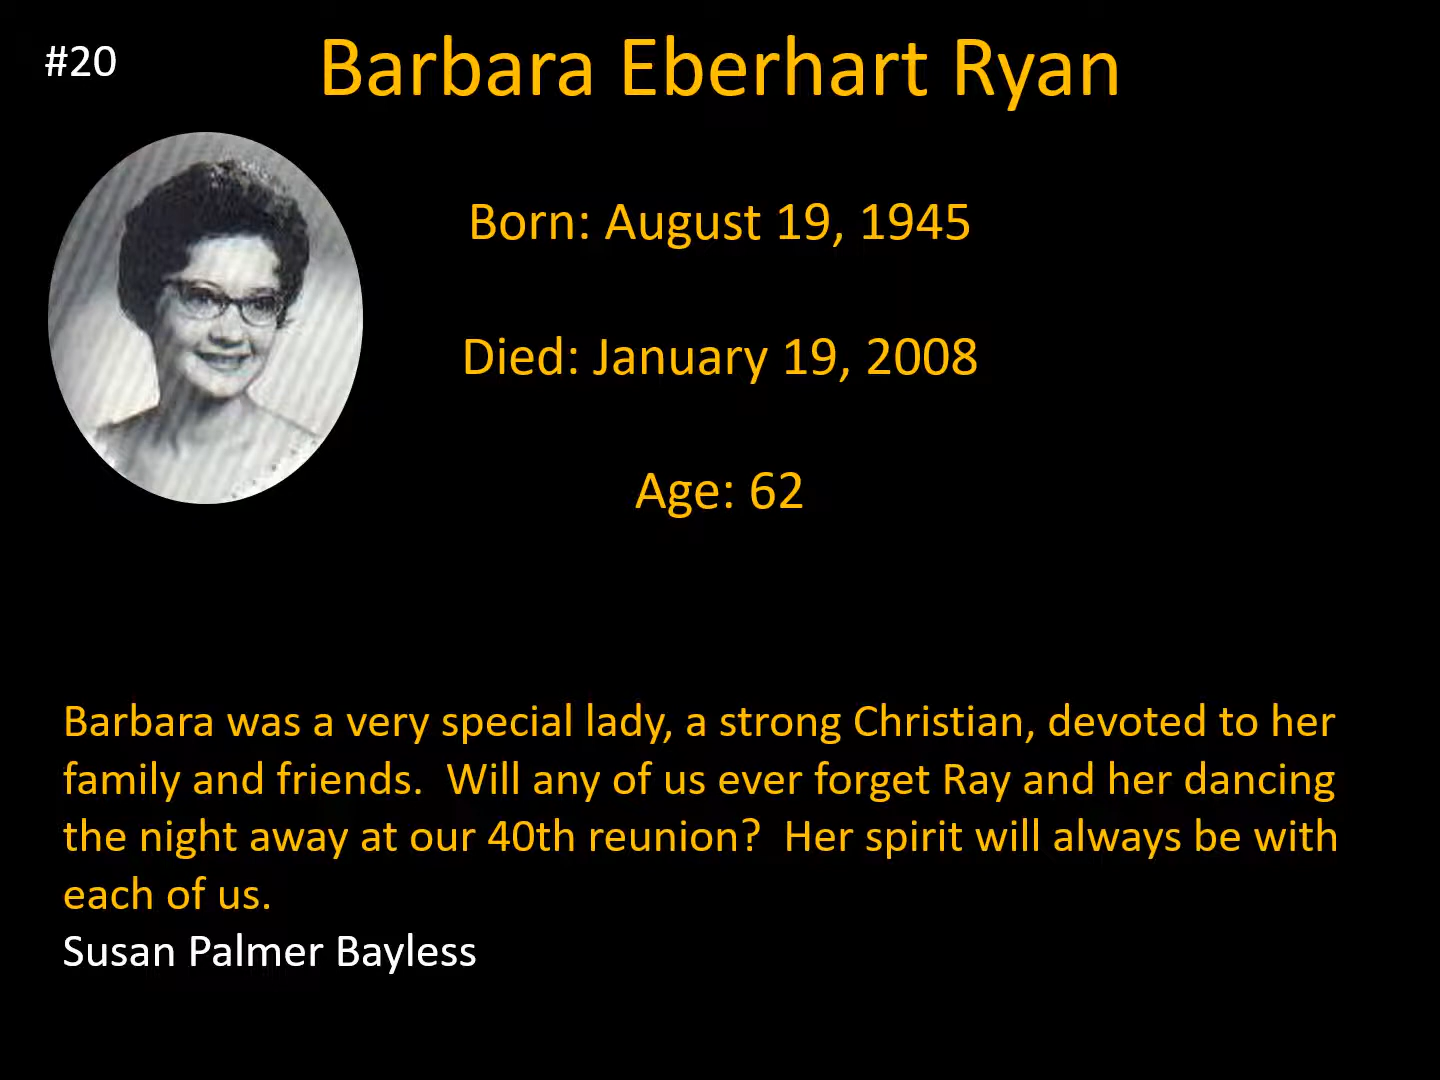 #20
Barbara Eberhart Ryan
Born: August 19, 1945
Died: January 19, 2008
Age: 62
Barbara was a very special lady, a strong Christian, devoted to her
family and friends.  Will any of us ever forget Ray and her dancing
the night away at our 40th reunion?  Her spirit will always be with
each of us.
Susan Palmer Bayless